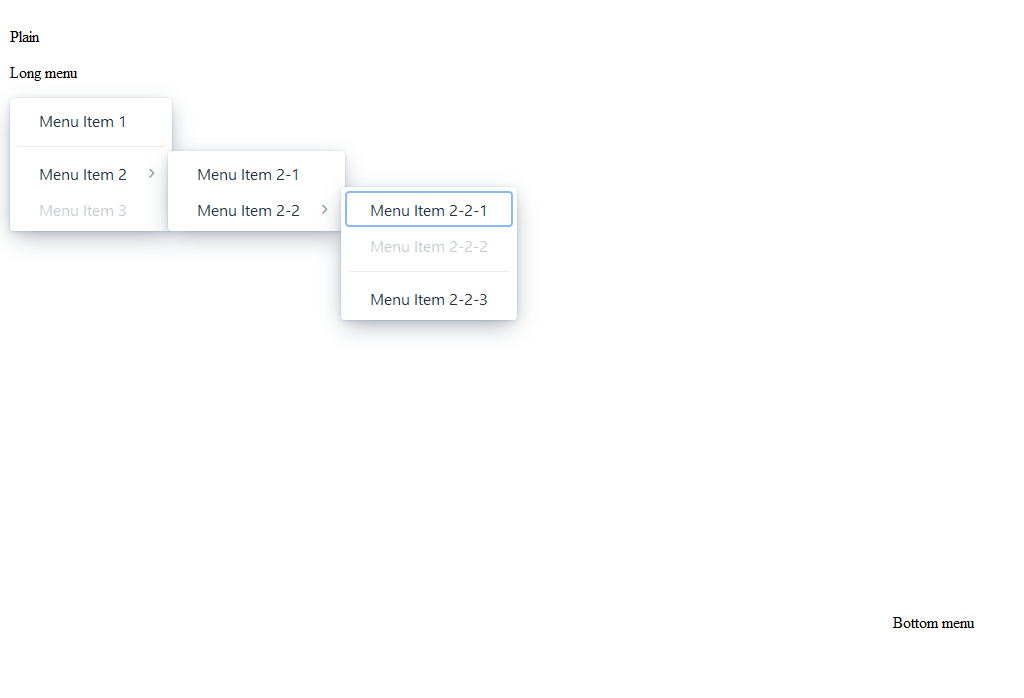 Plain
Long menu
Menu Item 1
Menu Item 2
Menu Item 3
Menu Item 2-1
Menu Item 2-2
Menu Item 2-2-1
Menu Item 2-2-2
Menu Item 2-2-3
Bottom menu